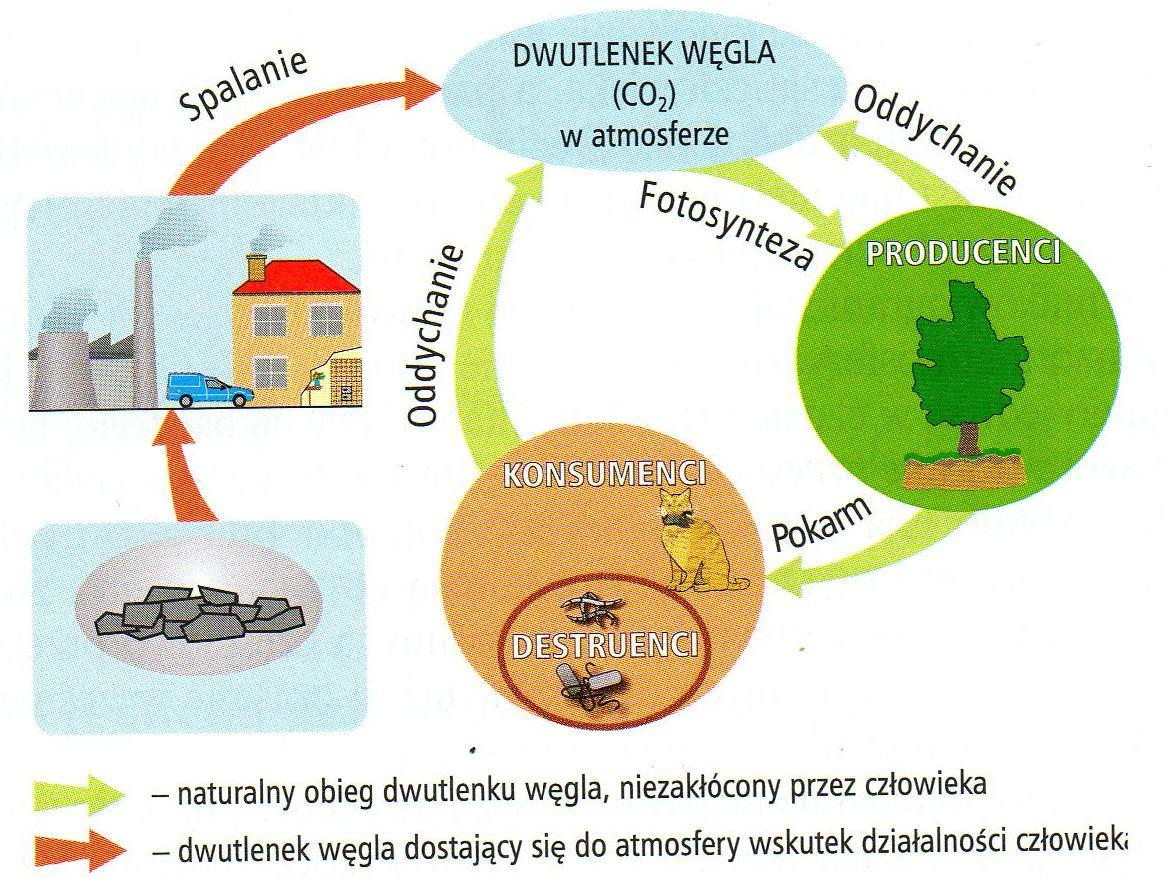 Spalanie
DWUTLENEK WĘGLA
(CO₂)
w atmosferze
Oddychanie
Fotosynteza
PRODUCENCI
Oddychanie
KONSUMENCI
Pokarm
DESTRUENCI
– naturalny obieg dwutlenku węgla, niezakłócony przez człowieka
– dwutlenek węgla dostający się do atmosfery wskutek działalności człowieka